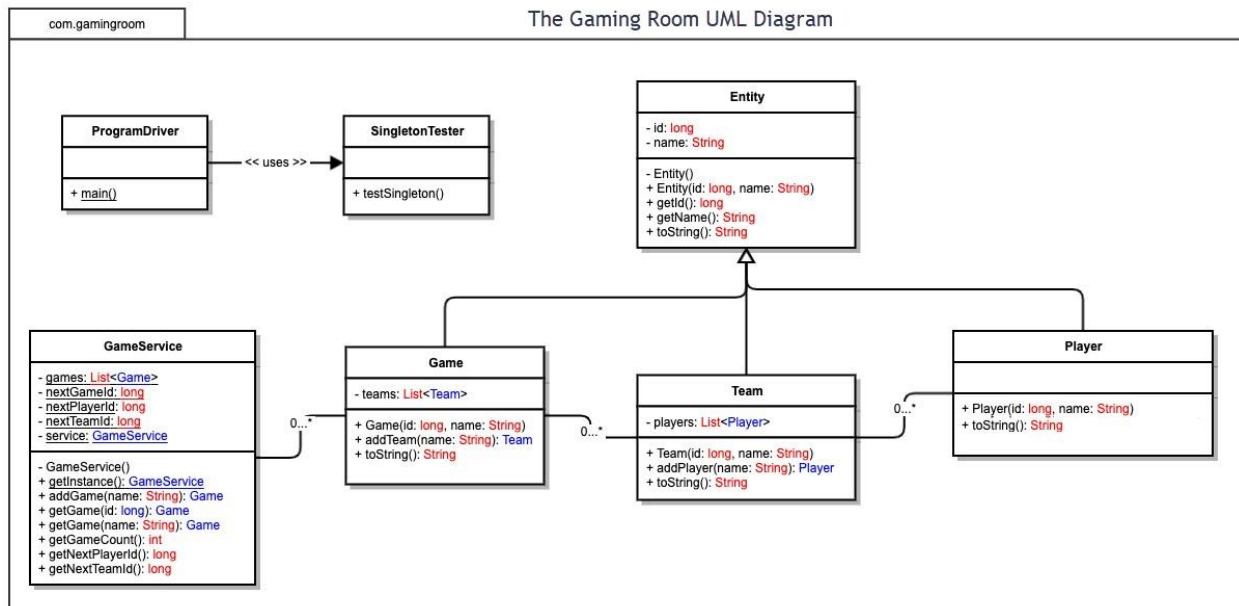 com.gamingroom
The Gaming Room UML Diagram
ProgramDriver
+ main()
<< uses >>
SingletonTester
+ testSingleton()
Entity
- id: long
- name: String
- Entity()
+ Entity(id: long, name: String)
+ getId(): long
+ getName(): String
+ toString(): String
GameService
- games: List<Game>
- nextGameId: long
- nextPlayerId: long
- nextTeamId: long
- service: GameService
- GameService()
+ getInstance(): GameService
+ addGame(name: String): Game
+ getGame(id: long): Game
+ getGame(name: String): Game
+ getGameCount(): int
+ getNextPlayerId(): long
+ getNextTeamId(): long
0...*
Game
- teams: List<Team>
+ Game(id: long, name: String)
+ addTeam(name: String): Team
+ toString(): String
0...*
Team
- players: List<Player>
+ Team(id: long, name: String)
+ addPlayer(name: String): Player
+ toString(): String
0...*
Player
+ Player(id: long, name: String)
+ toString(): String